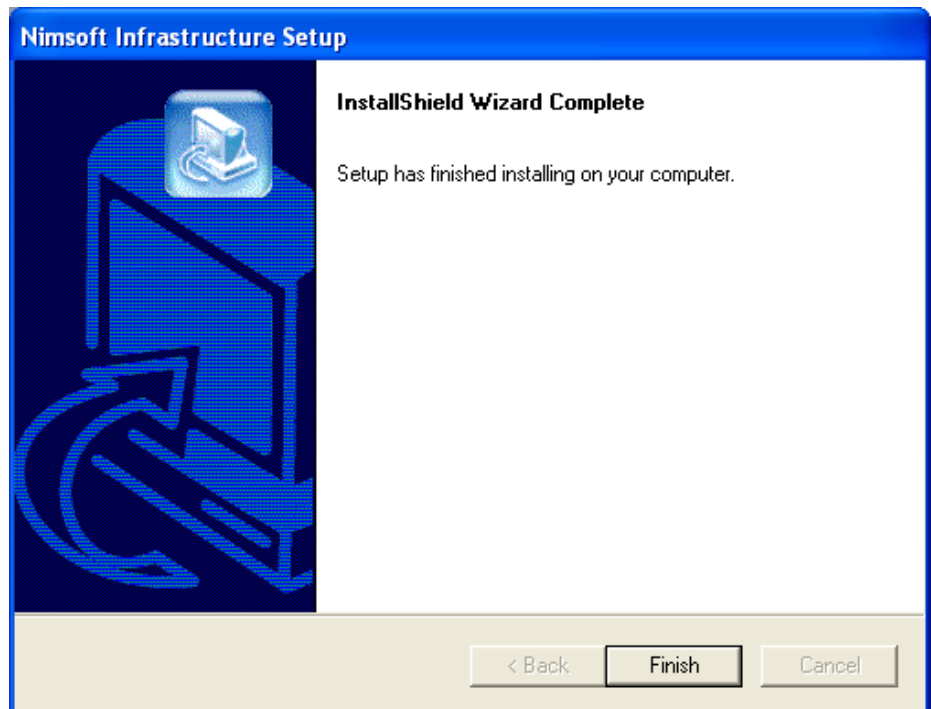 Nimsoft Infrastructure Setup
InstallShield Wizard Complete
Setup has finished installing on your computer.
< Back
Finish
Cancel